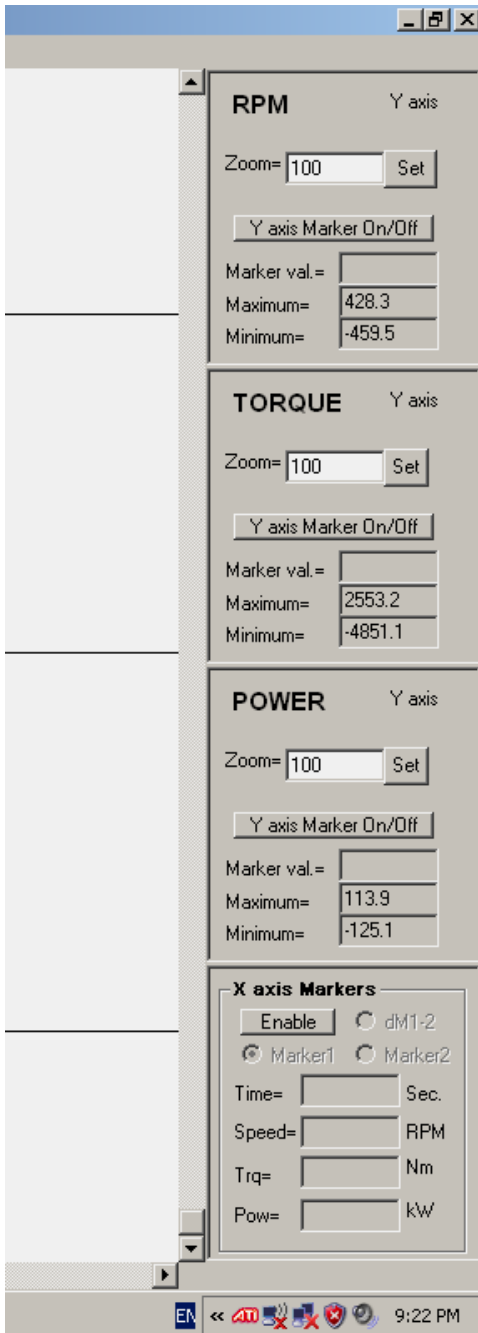 RPM Y axis
Zoom= 100 Set
Y axis Marker On/Off
Marker val.=
Maximum= 428.3
Minimum= -459.5
TORQUE Y axis
Zoom= 100 Set
Y axis Marker On/Off
Marker val.=
Maximum= 2553.2
Minimum= -4851.1
POWER Y axis
Zoom= 100 Set
Y axis Marker On/Off
Marker val.=
Maximum= 113.9
Minimum= -125.1
X axis Markers
Enable dM1-2
Marker1 Marker2
Time= Sec.
Speed= RPM
Trq= Nm
Pow= kW
EN « ATI 9:22 PM